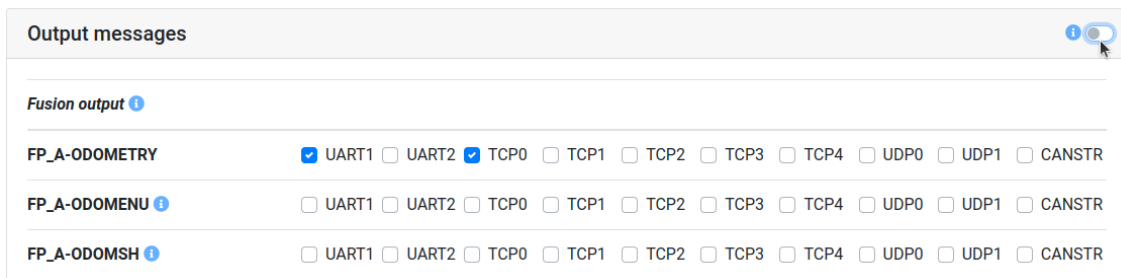 Output messages
Fusion output
FP_A-ODOMETRY UART1 UART2 TCP0 TCP1 TCP2 TCP3 TCP4 UDP0 UDP1 CANSTR
FP_A-ODOMENU UART1 UART2 TCP0 TCP1 TCP2 TCP3 TCP4 UDP0 UDP1 CANSTR
FP_A-ODOMSH UART1 UART2 TCP0 TCP1 TCP2 TCP3 TCP4 UDP0 UDP1 CANSTR